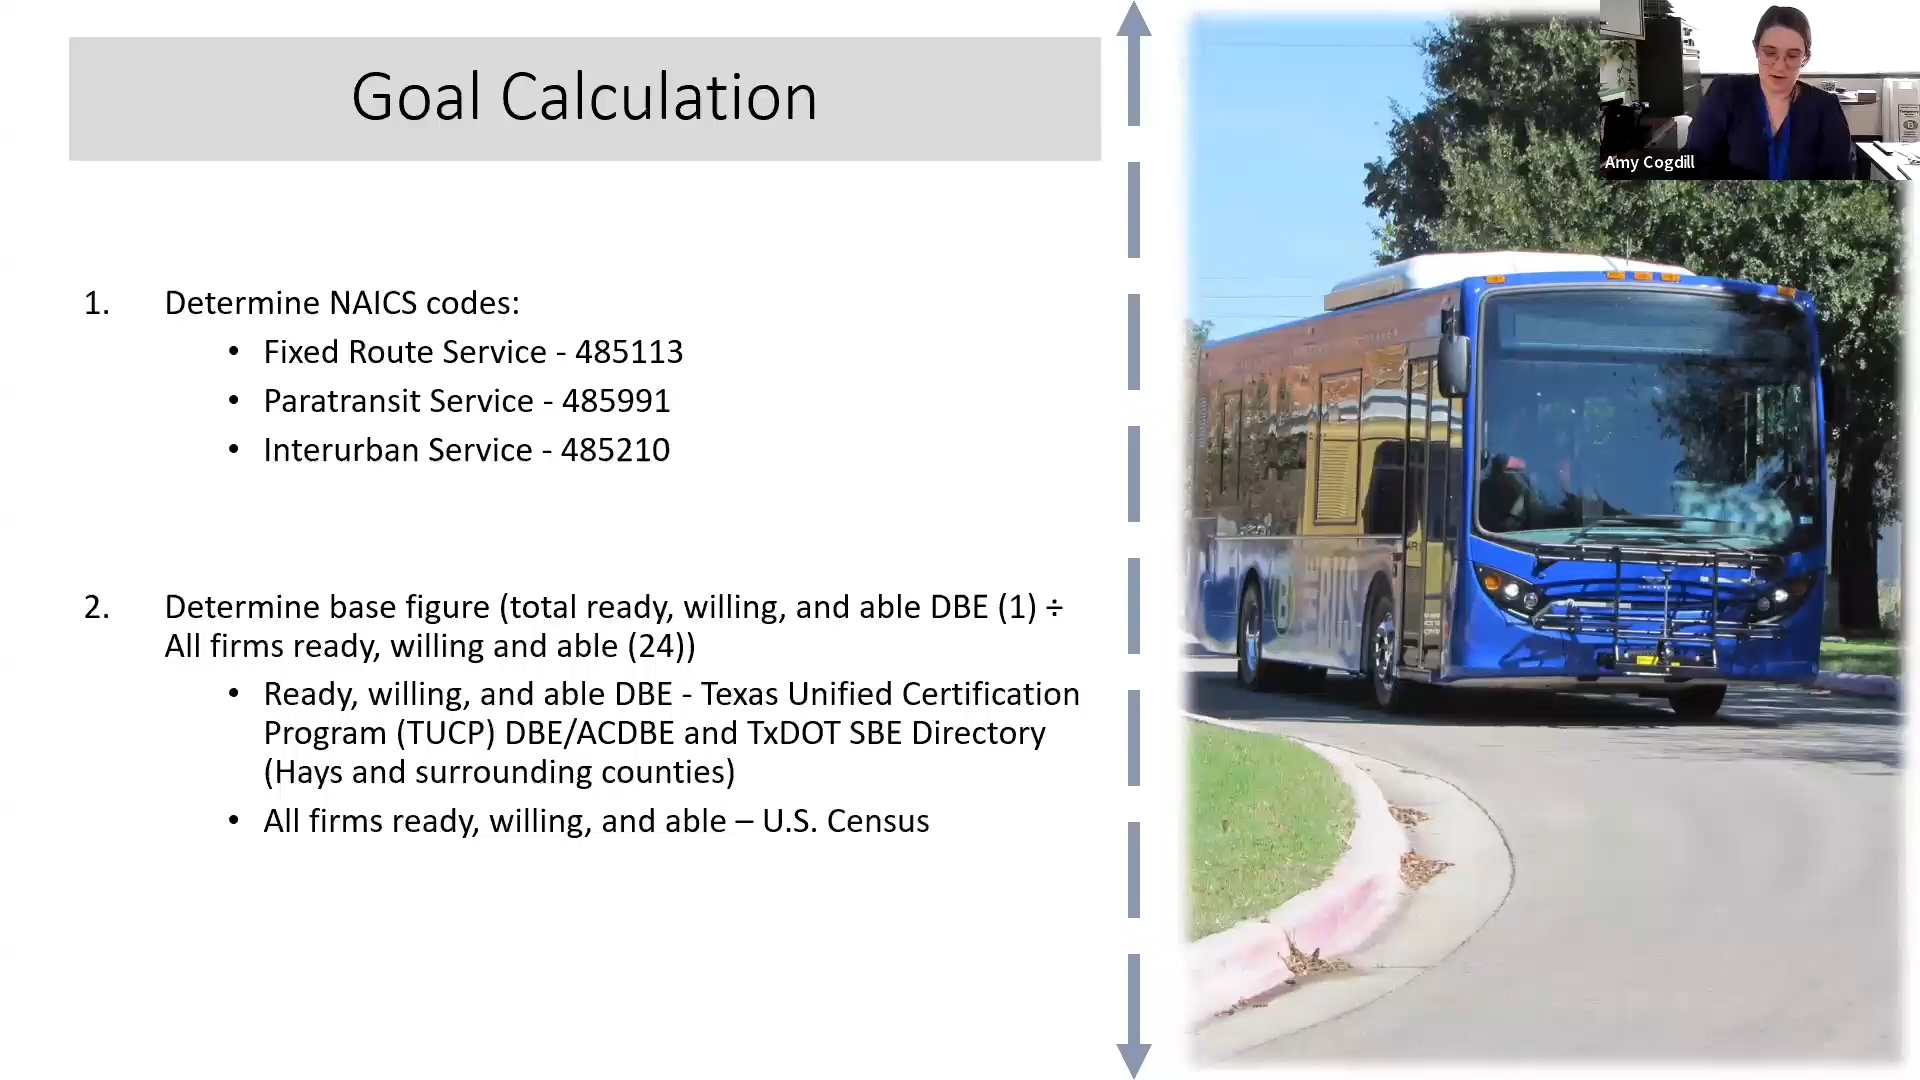 Goal Calculation
Amy Cogdill
1. Determine NAICS codes:
• Fixed Route Service - 485113
• Paratransit Service - 485991
• Interurban Service - 485210
2. Determine base figure (total ready, willing, and able DBE (1) ÷
All firms ready, willing and able (24))
• Ready, willing, and able DBE - Texas Unified Certification
Program (TUCP) DBE/ACDBE and TxDOT SBE Directory
(Hays and surrounding counties)
• All firms ready, willing, and able – U.S. Census